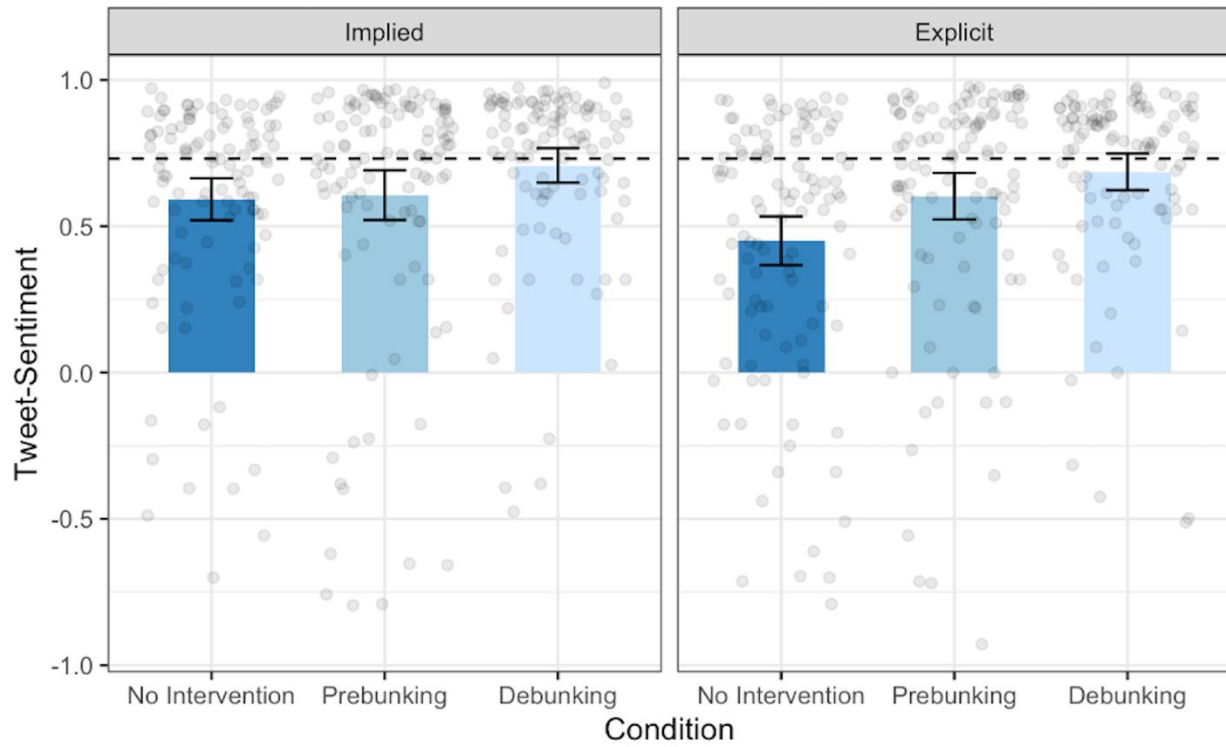 Implied
Explicit
Tweet-Sentiment
1.0
0.5
0.0
-0.5
-1.0
No Intervention
Prebunking
Debunking
No Intervention
Prebunking
Debunking
Condition